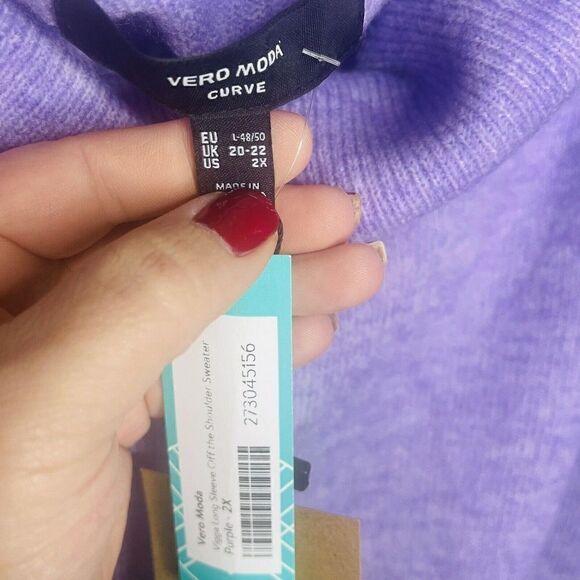 VERO MODA
CURVE
EU L-48/50
UK 20-22
US 2X
MADE IN
Vero Moda
Vippa Long Sleeve Off the Shoulder Sweater
Purple - 2X
273045156